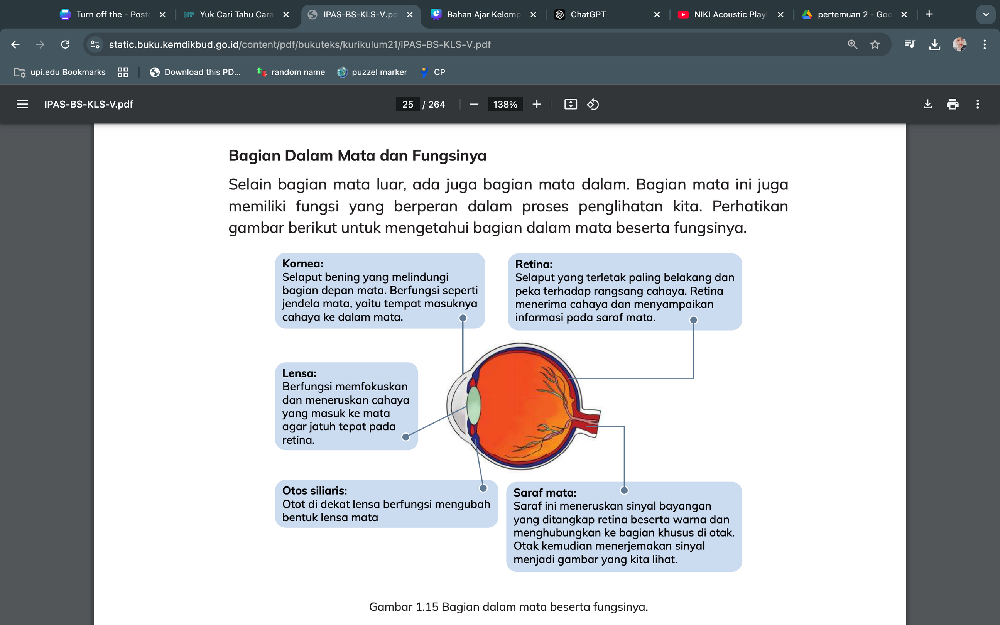 Turn off the - Poste
Yuk Cari Tahu Cara
IPAS-BS-KLS-V.pd
Bahan Ajar Kelomp
ChatGPT
NIKI Acoustic Playl
pertemuan 2 - Goo
static.buku.kemdikbud.go.id/content/pdf/bukuteks/kurikulum21/IPAS-BS-KLS-V.pdf
upi.edu Bookmarks
Download this PD...
random name
puzzel marker
CP
IPAS-BS-KLS-V.pdf
25 / 264
138%
Bagian Dalam Mata dan Fungsinya
Selain bagian mata luar, ada juga bagian mata dalam. Bagian mata ini juga
memiliki fungsi yang berperan dalam proses penglihatan kita. Perhatikan
gambar berikut untuk mengetahui bagian dalam mata beserta fungsinya.
Kornea:
Selaput bening yang melindungi
bagian depan mata. Berfungsi seperti
jendela mata, yaitu tempat masuknya
cahaya ke dalam mata.
Retina:
Selaput yang terletak paling belakang dan
peka terhadap rangsang cahaya. Retina
menerima cahaya dan menyampaikan
informasi pada saraf mata.
Lensa:
Berfungsi memfokuskan
dan meneruskan cahaya
yang masuk ke mata
agar jatuh tepat pada
retina.
Otos siliaris:
Otot di dekat lensa berfungsi mengubah
bentuk lensa mata
Saraf mata:
Saraf ini meneruskan sinyal bayangan
yang ditangkap retina beserta warna dan
menghubungkan ke bagian khusus di otak.
Otak kemudian menerjemakan sinyal
menjadi gambar yang kita lihat.
Gambar 1.15 Bagian dalam mata beserta fungsinya.